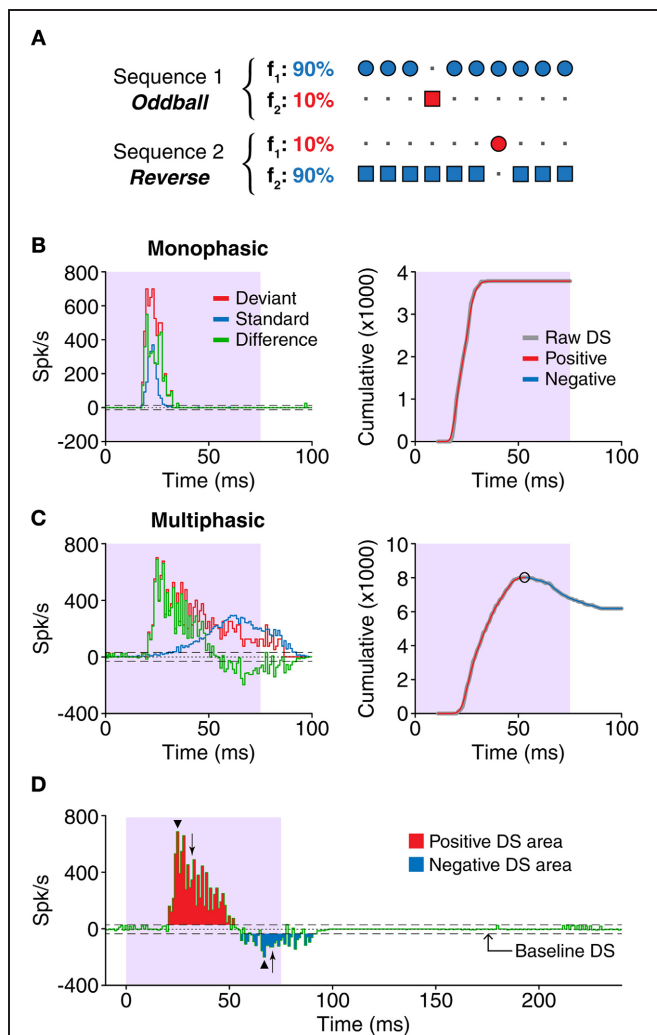 A
Sequence 1
Oddball
f1: 90%
f2: 10%
Sequence 2
Reverse
f1: 10%
f2: 90%
B
Monophasic
800
600
400
200
0
-200
Spk/s
Deviant
Standard
Difference
0
50
100
Time (ms)
4
3
2
1
0
Cumulative (x1000)
Raw DS
Positive
Negative
0
50
100
Time (ms)
C
Multiphasic
800
400
0
-400
Spk/s
0
50
100
Time (ms)
10
8
6
4
2
0
Cumulative (x1000)
0
50
100
Time (ms)
D
800
400
0
-400
Spk/s
Positive DS area
Negative DS area
Baseline DS
0
50
100
150
200
Time (ms)